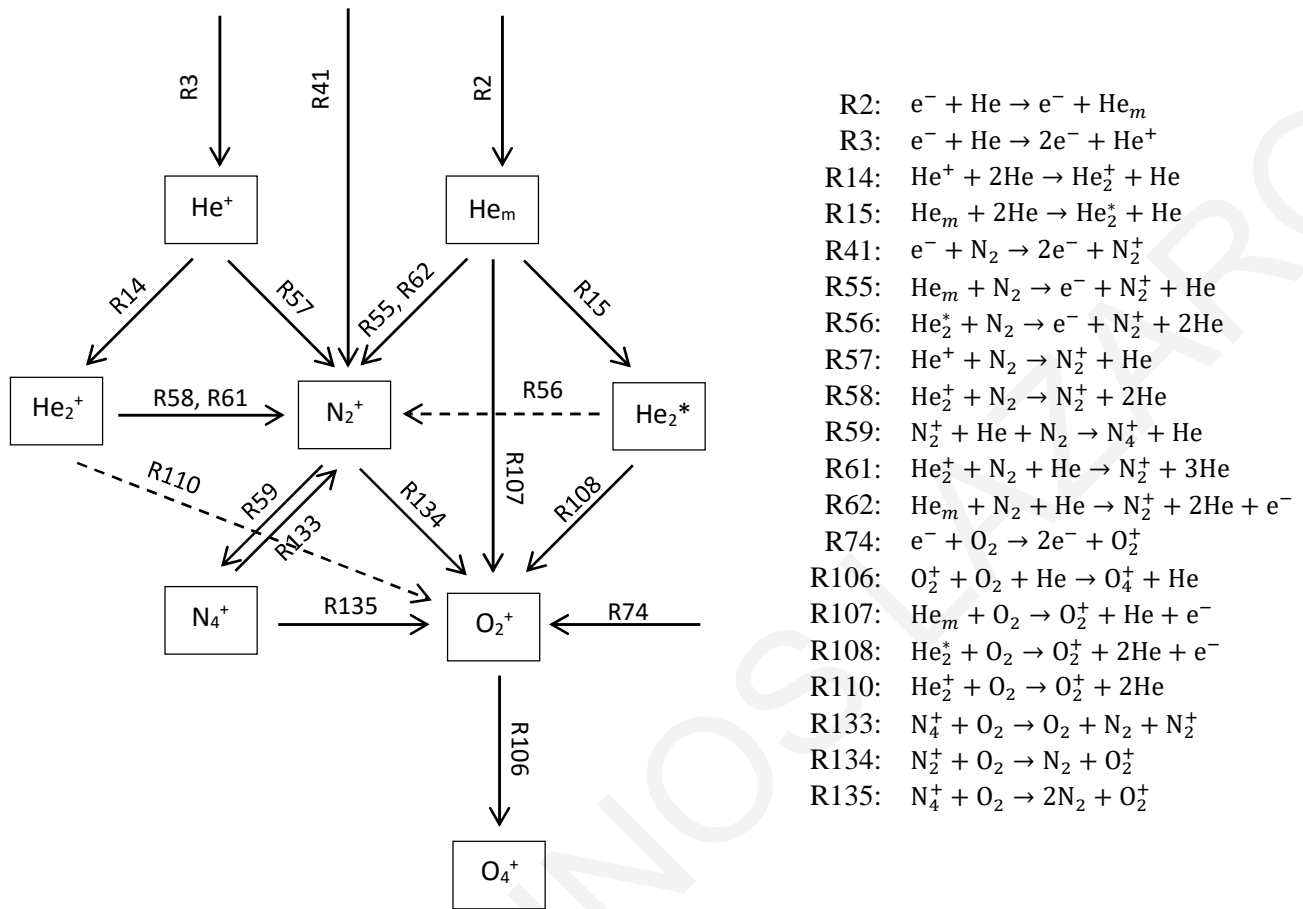 R3
R41
R2
He⁺
Heₘ
R14
R57
R55, R62
R15
He₂⁺
R58, R61
N₂⁺
R56
He₂*
R110
R59
R133
R134
R107
R108
N₄⁺
R135
O₂⁺
R74
R106
O₄⁺
R2: e⁻ + He → e⁻ + Heₘ
R3: e⁻ + He → 2e⁻ + He⁺
R14: He⁺ + 2He → He₂⁺ + He
R15: Heₘ + 2He → He₂* + He
R41: e⁻ + N₂ → 2e⁻ + N₂⁺
R55: Heₘ + N₂ → e⁻ + N₂⁺ + He
R56: He₂* + N₂ → e⁻ + N₂⁺ + 2He
R57: He⁺ + N₂ → N₂⁺ + He
R58: He₂⁺ + N₂ → N₂⁺ + 2He
R59: N₂⁺ + He + N₂ → N₄⁺ + He
R61: He₂⁺ + N₂ + He → N₂⁺ + 3He
R62: Heₘ + N₂ + He → N₂⁺ + 2He + e⁻
R74: e⁻ + O₂ → 2e⁻ + O₂⁺
R106: O₂⁺ + O₂ + He → O₄⁺ + He
R107: Heₘ + O₂ → O₂⁺ + He + e⁻
R108: He₂* + O₂ → O₂⁺ + 2He + e⁻
R110: He₂⁺ + O₂ → O₂⁺ + 2He
R133: N₄⁺ + O₂ → O₂ + N₂ + N₂⁺
R134: N₂⁺ + O₂ → N₂ + O₂⁺
R135: N₄⁺ + O₂ → 2N₂ + O₂⁺
NOS LAZARO